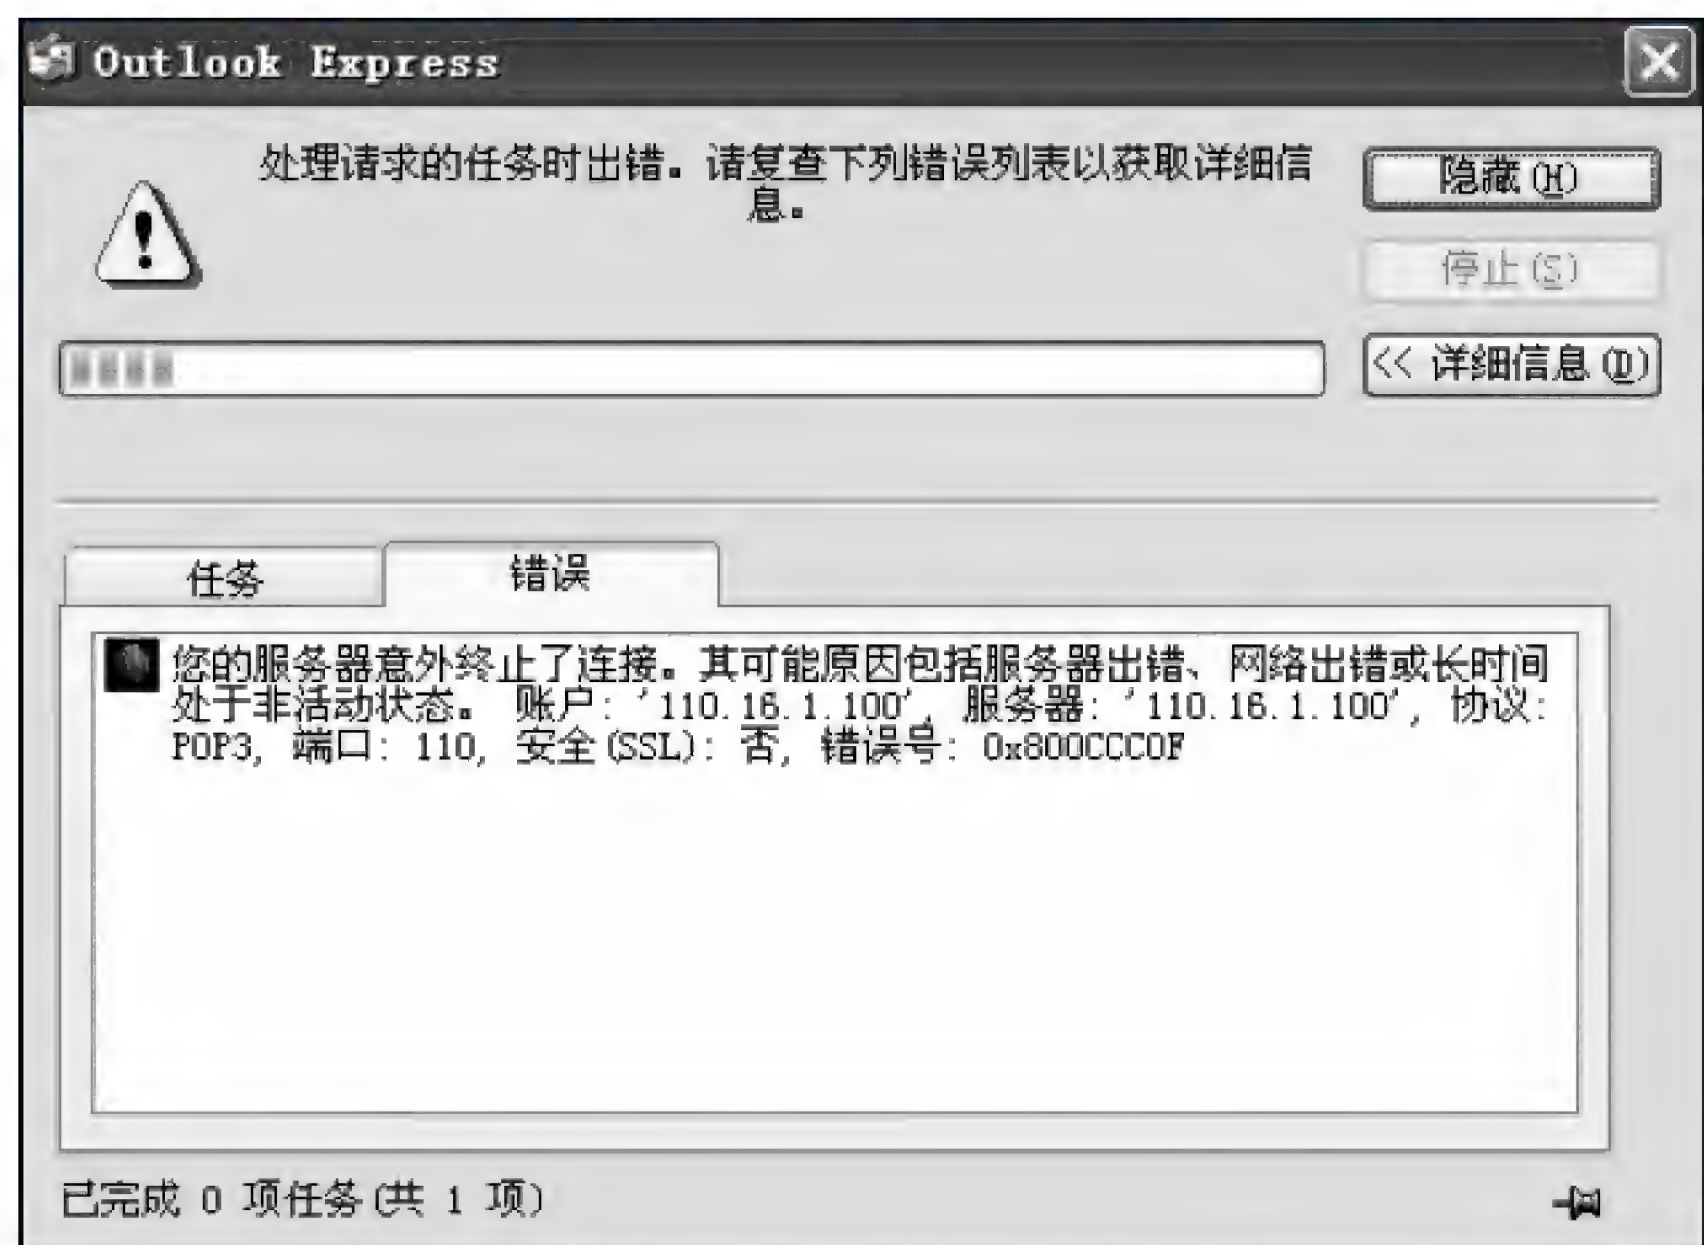 Outlook Express
处理请求的任务时出错。请复查下列错误列表以获取详细信
息。
隐藏(H)
停止(S)
<< 详细信息(D)
任务
错误
您的服务器意外终止了连接。其可能原因包括服务器出错、网络出错或长时间
处于非活动状态。 账户: '110.16.1.100', 服务器: '110.16.1.100', 协议:
POP3, 端口: 110, 安全(SSL): 否, 错误号: 0x800CCC0F
已完成 0 项任务(共 1 项)